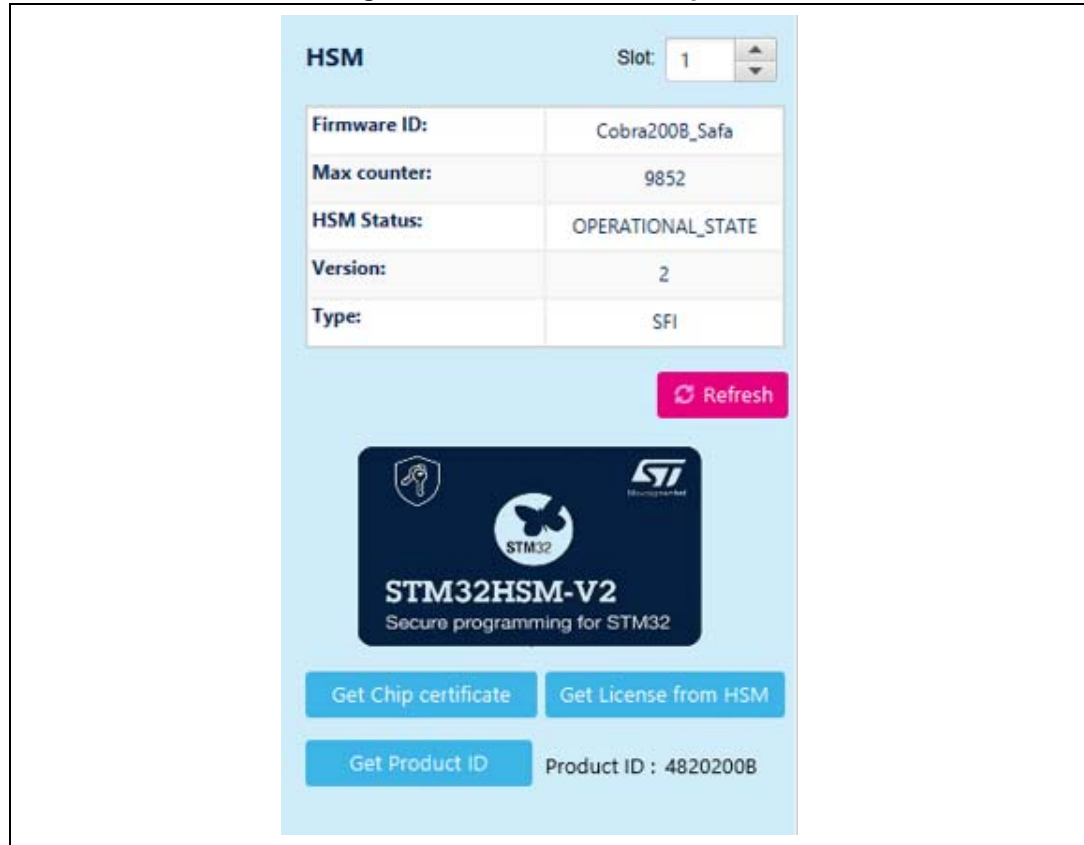 HSM Slot: 1
Firmware ID: Cobra200B_Safa
Max counter: 9852
HSM Status: OPERATIONAL_STATE
Version: 2
Type: SFI
Refresh
ST
STM32
STM32HSM-V2
Secure programming for STM32
Get Chip certificate Get License from HSM
Get Product ID Product ID : 4820200B